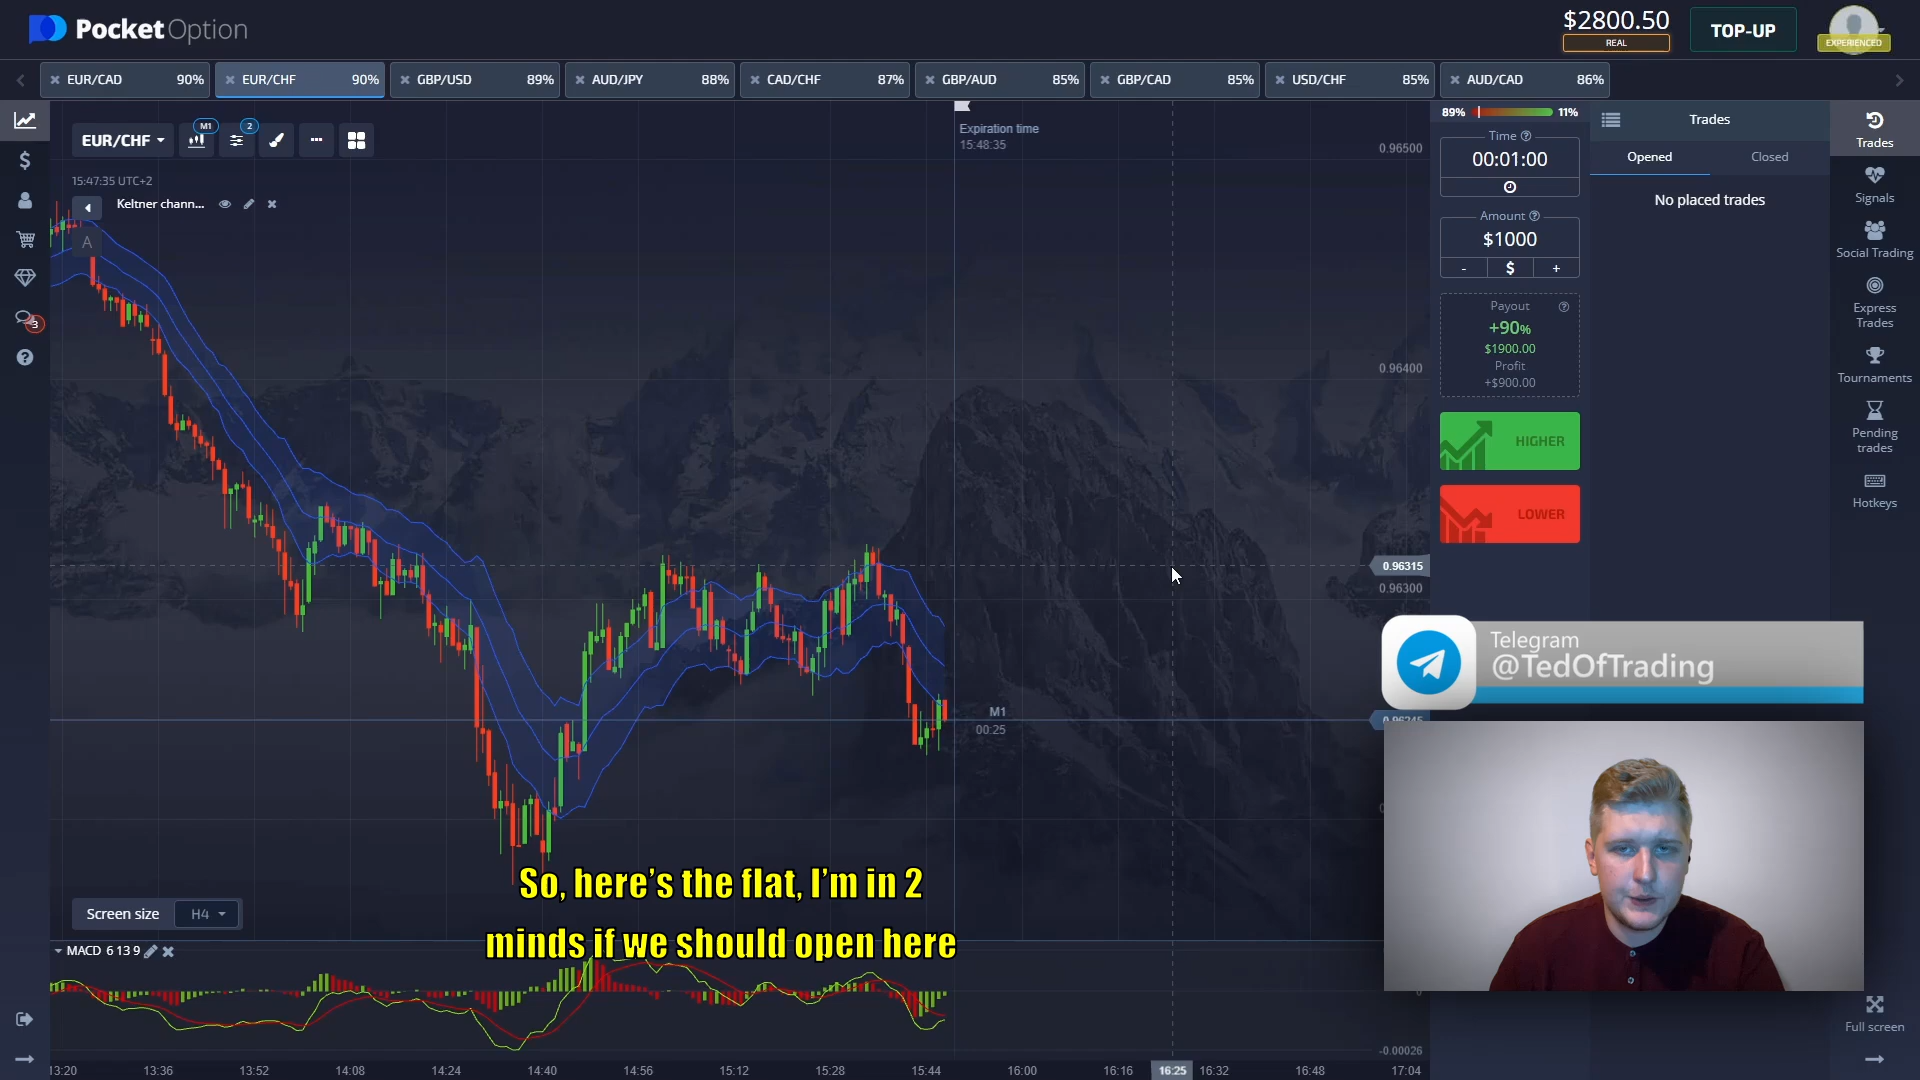 PocketOption
$2800.50
REAL
TOP-UP
EXPERIENCED
EUR/CAD 90%
EUR/CHF 90%
GBP/USD 89%
AUD/JPY 88%
CAD/CHF 87%
GBP/AUD 85%
GBP/CAD 85%
USD/CHF 85%
AUD/CAD 86%
EUR/CHF
M1
2
15:47:35 UTC+2
Keltner chann...
A
3
Expiration time
15:48:35
0.96500
0.96400
0.96315
0.96300
M1
00:25
89% 11%
Time
00:01:00
Amount
$1000
- $ +
Payout
+90%
$1900.00
Profit
+$900.00
HIGHER
LOWER
Trades
Opened Closed
No placed trades
Trades
Signals
Social Trading
Express
Trades
Tournaments
Pending
trades
Hotkeys
Telegram
@TedOfTrading
Screen size H4
So, here's the flat, I'm in 2
minds if we should open here
MACD 6 13 9
0
-0.00026
Full screen
13:20 13:36 13:52 14:08 14:24 14:40 14:56 15:12 15:28 15:44 16:00 16:16 16:25 16:32 16:48 17:04